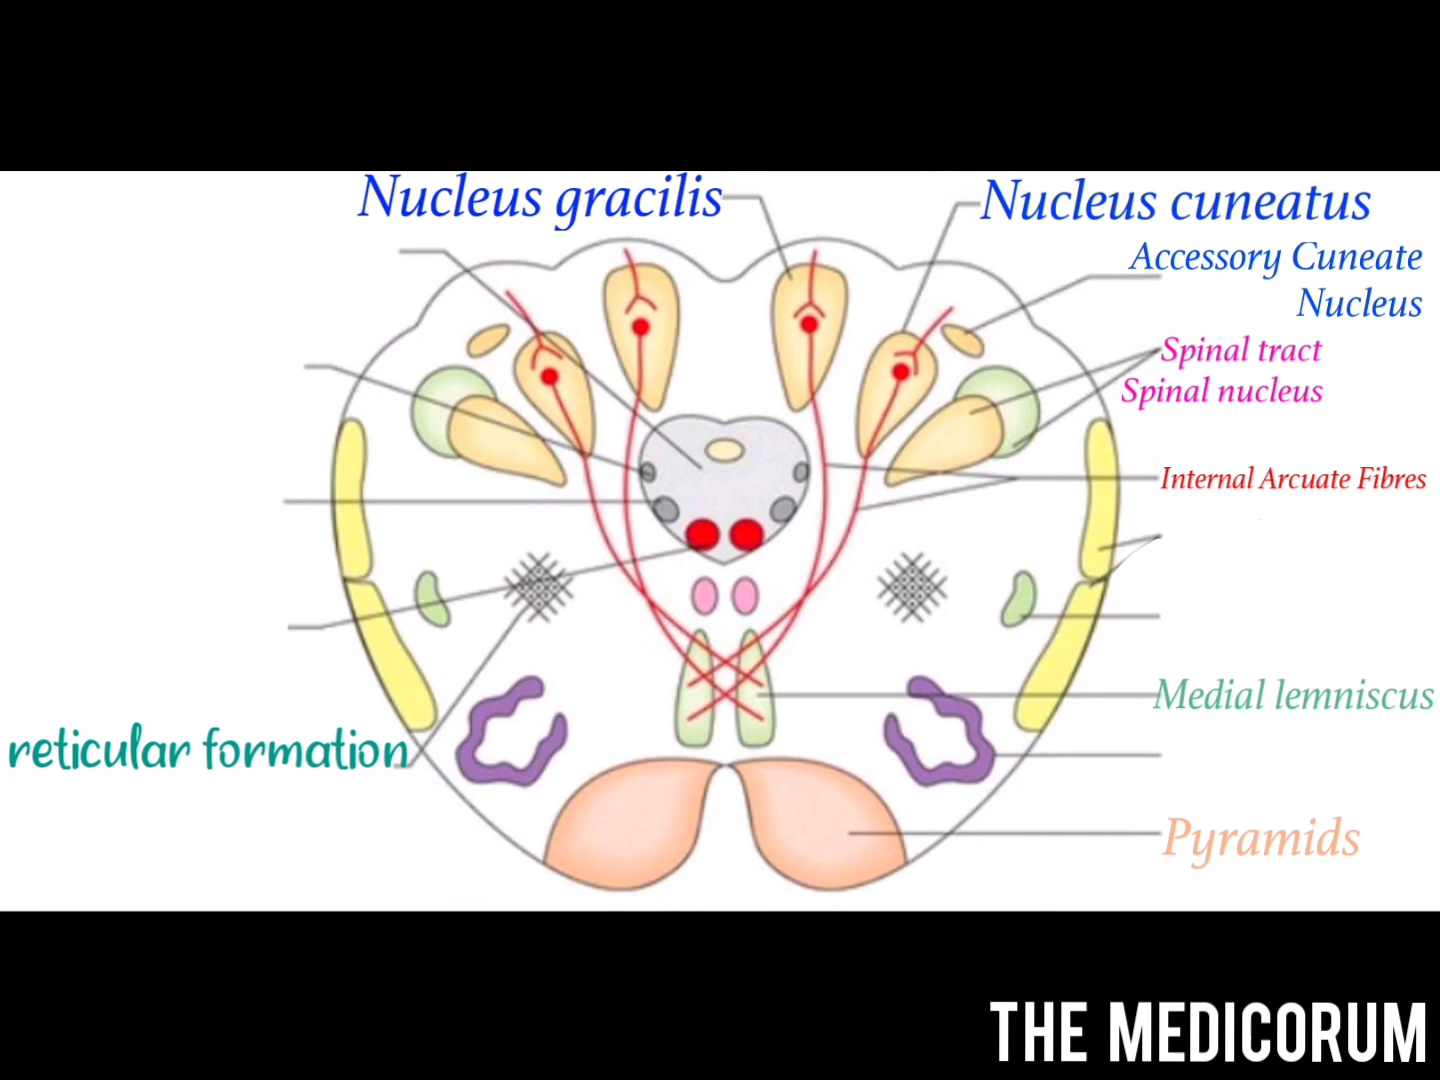 Nucleus gracilis
Nucleus cuneatus
Accessory Cuneate
Nucleus
Spinal tract
Spinal nucleus
Internal Arcuate Fibres
Medial lemniscus
reticular formation
Pyramids
THE MEDICORUM